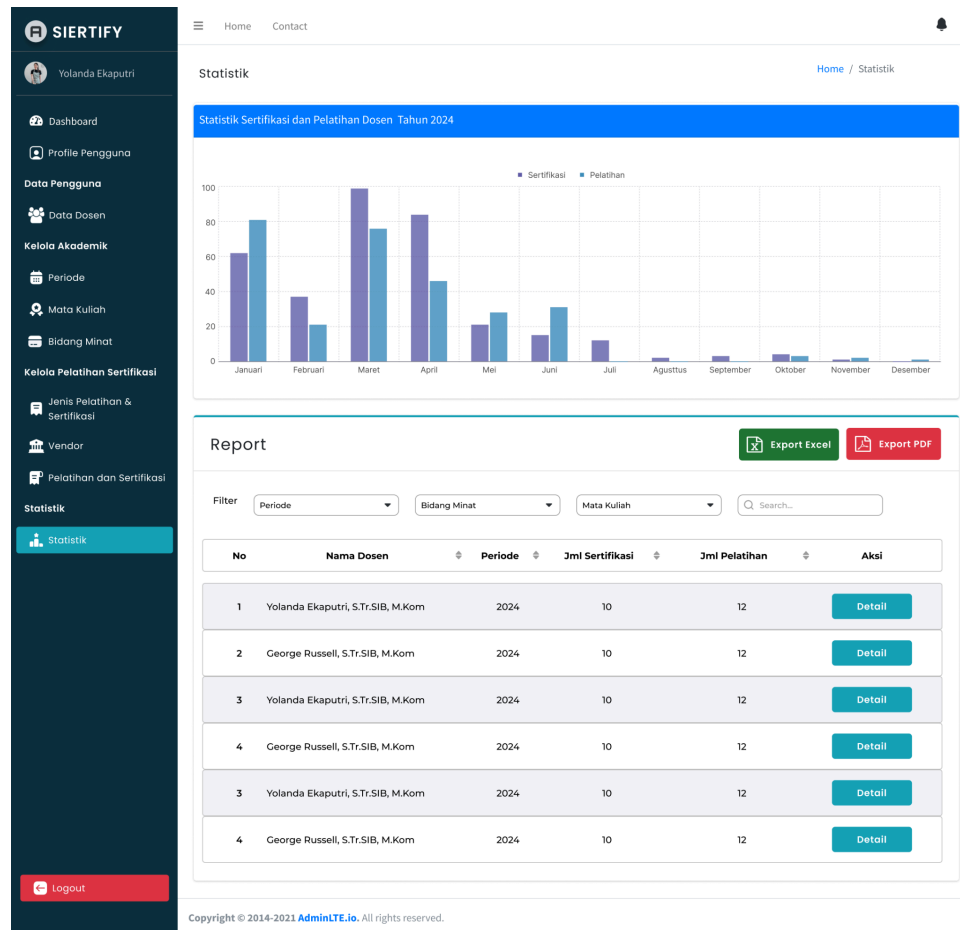 SIERTIFY
Yolanda Ekaputri
Dashboard
Profile Pengguna
Data Pengguna
Data Dosen
Kelola Akademik
Periode
Mata Kuliah
Bidang Minat
Kelola Pelatihan Sertifikasi
Jenis Pelatihan &
Sertifikasi
Vendor
Pelatihan dan Sertifikasi
Statistik
Statistik
Logout
Home Contact
Statistik
Home / Statistik
Statistik Sertifikasi dan Pelatihan Dosen Tahun 2024
Sertifikasi Pelatihan
100
80
60
40
20
0
Januari Februari Maret April Mei Juni Juli Agusttus September Oktober November Desember
Report
Export Excel Export PDF
Filter Periode Bidang Minat Mata Kuliah Search...
No Nama Dosen Periode Jml Sertifikasi Jml Pelatihan Aksi
1 Yolanda Ekaputri, S.Tr.SIB, M.Kom 2024 10 12 Detail
2 George Russell, S.Tr.SIB, M.Kom 2024 10 12 Detail
3 Yolanda Ekaputri, S.Tr.SIB, M.Kom 2024 10 12 Detail
4 George Russell, S.Tr.SIB, M.Kom 2024 10 12 Detail
3 Yolanda Ekaputri, S.Tr.SIB, M.Kom 2024 10 12 Detail
4 George Russell, S.Tr.SIB, M.Kom 2024 10 12 Detail
Copyright © 2014-2021 AdminLTE.io. All rights reserved.